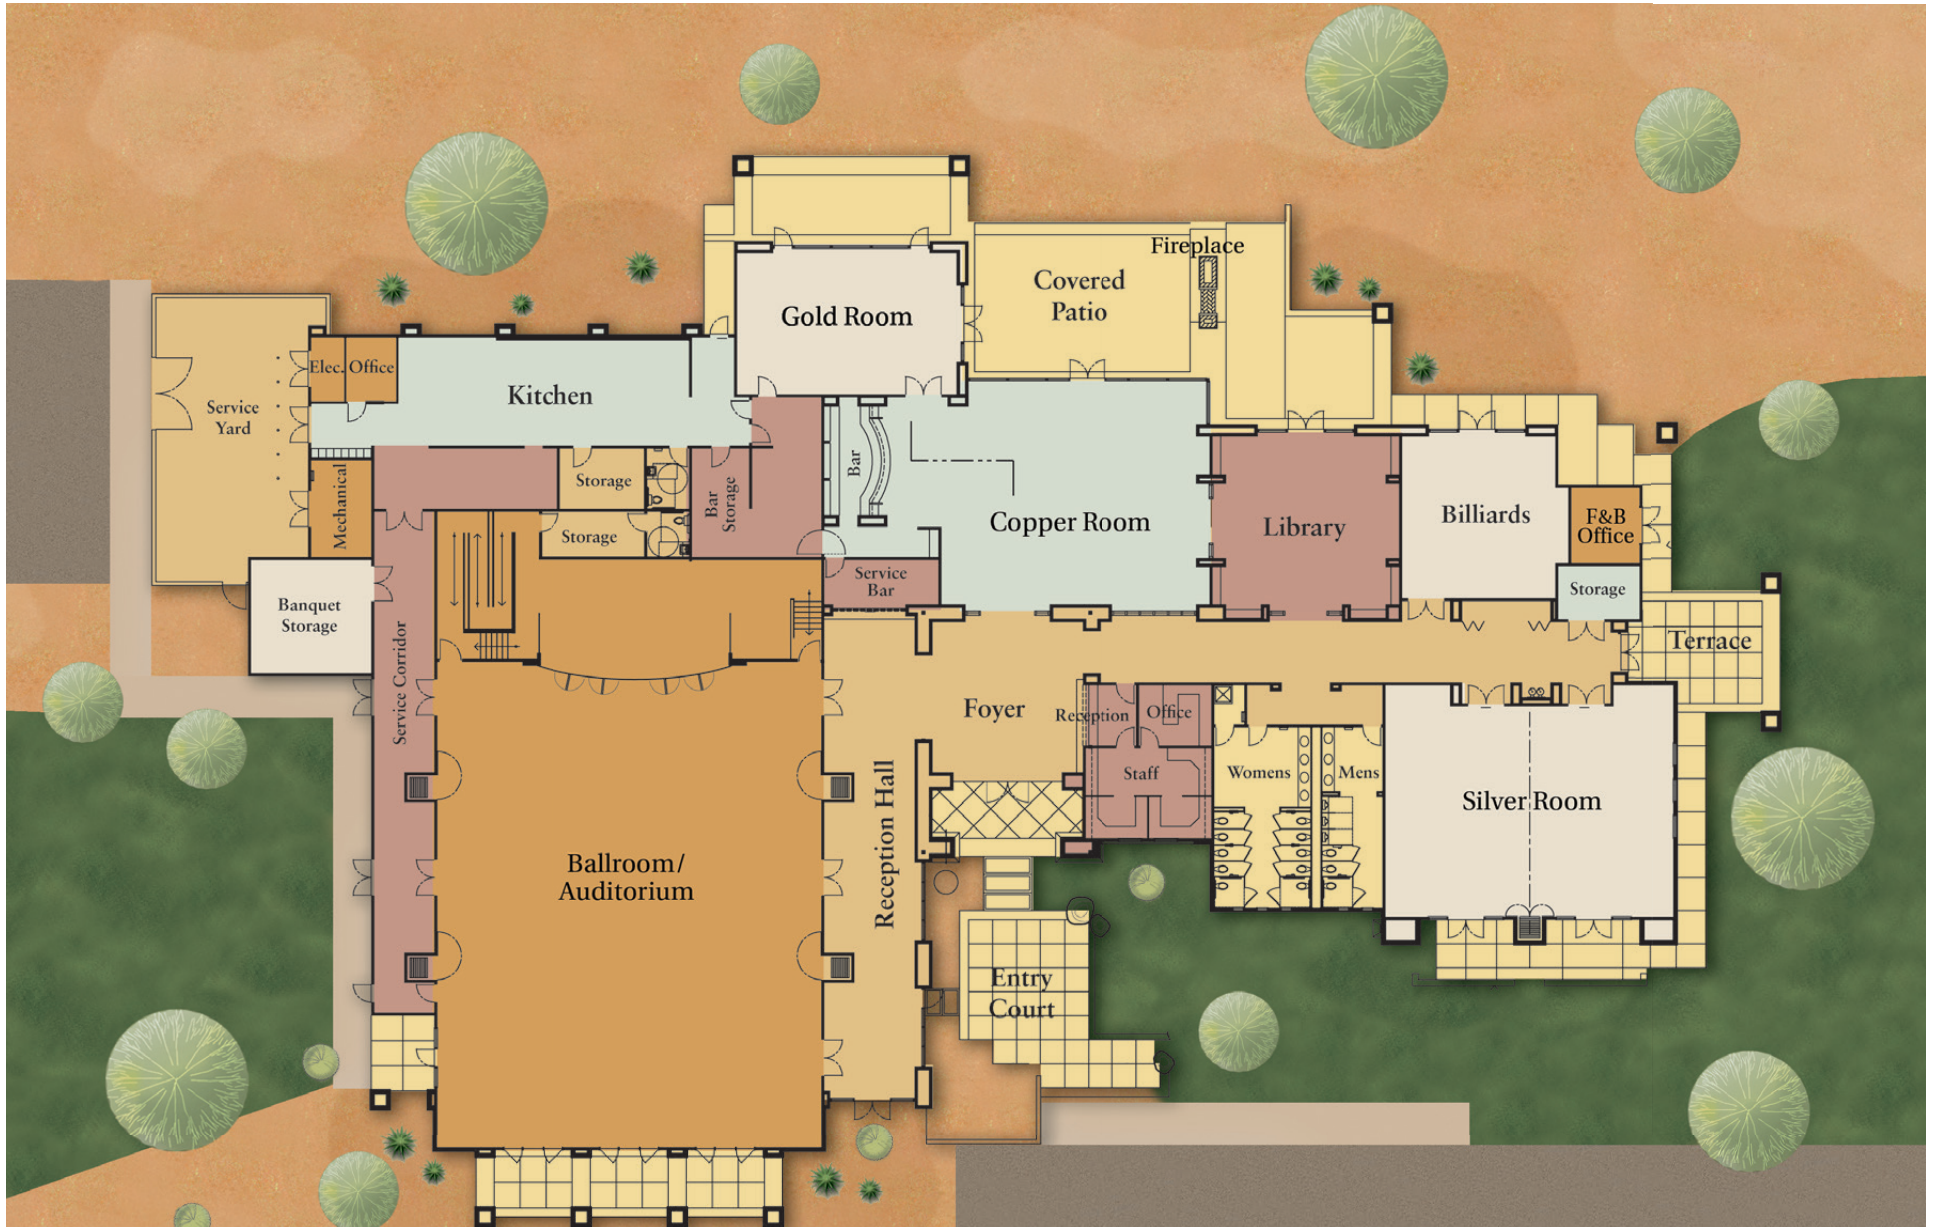 Fireplace
Covered
Patio
Gold Room
Elec.
Office
Kitchen
Service
Yard
Bar
Storage
Bar
Storage
Mechanical
Storage
Copper Room
Library
Billiards
F&B
Office
Storage
Service
Bar
Banquet
Storage
Service Corridor
Terrace
Foyer
Reception
Office
Staff
Womens
Mens
Silver Room
Reception Hall
Ballroom/
Auditorium
Entry
Court